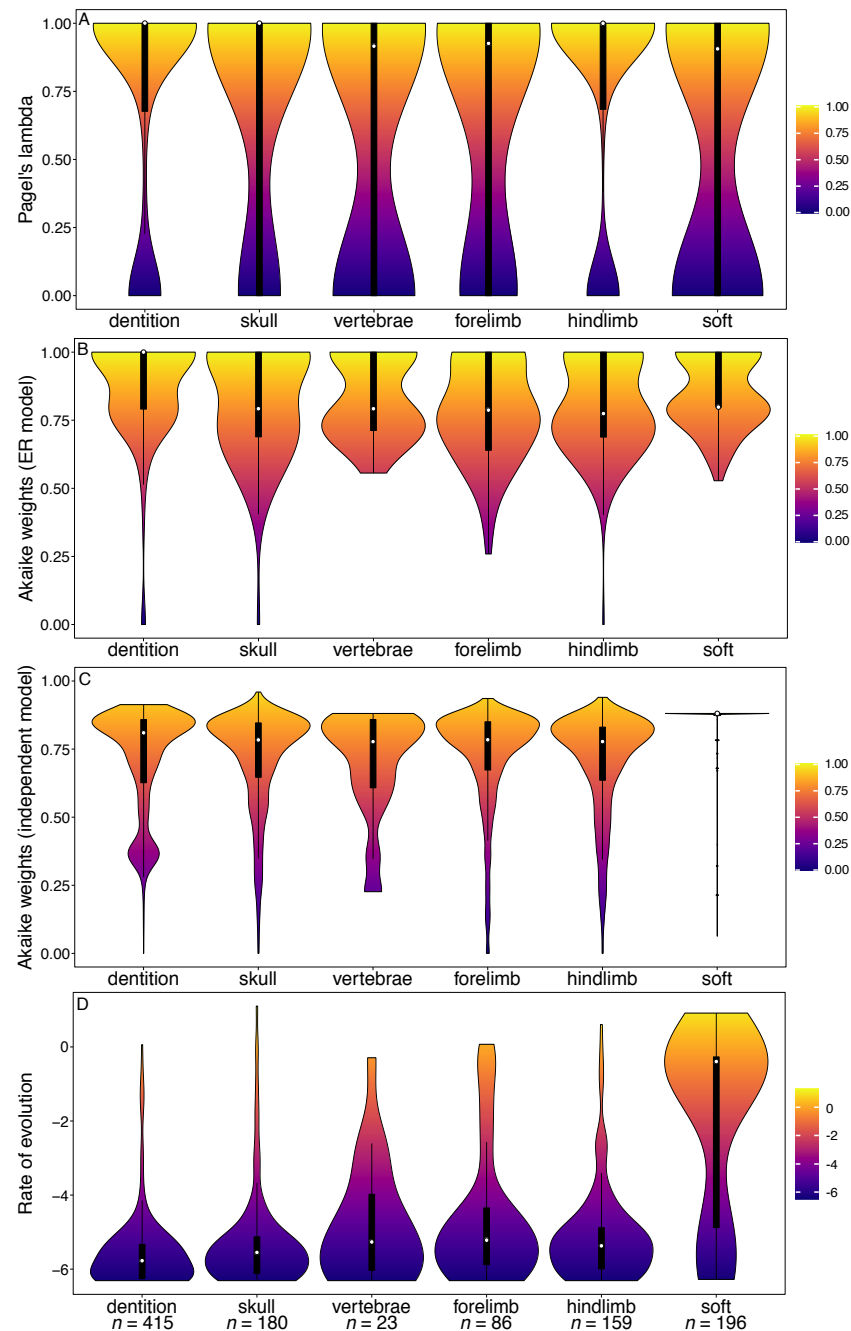 A
Pagel's lambda
1.00
0.75
0.50
0.25
0.00
dentition skull vertebrae forelimb hindlimb soft
1.00
0.75
0.50
0.25
0.00
B
Akaike weights (ER model)
1.00
0.75
0.50
0.25
0.00
dentition skull vertebrae forelimb hindlimb soft
1.00
0.75
0.50
0.25
0.00
C
Akaike weights (independent model)
1.00
0.75
0.50
0.25
0.00
dentition skull vertebrae forelimb hindlimb soft
1.00
0.75
0.50
0.25
0.00
D
Rate of evolution
0
−2
−4
−6
dentition skull vertebrae forelimb hindlimb soft
n = 415 n = 180 n = 23 n = 86 n = 159 n = 196
0
-2
-4
-6